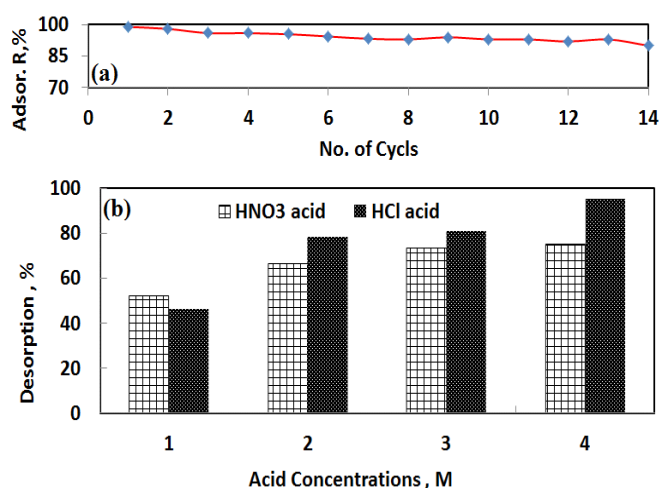 Adsor. R,%
100
85
70
(a)
0
2
4
6
8
10
12
14
No. of Cycls
(b)
HNO3 acid
HCl acid
Desorption , %
100
80
60
40
20
0
1
2
3
4
Acid Concentrations , M